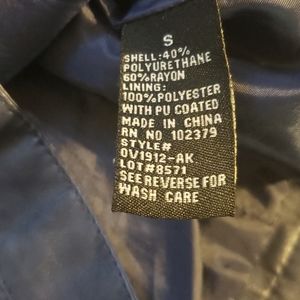 S
SHELL:40%
POLYURETHANE
60%RAYON
LINING:
100%POLYESTER
WITH PU COATED
MADE IN CHINA
RN NO 102379
STYLE#
OV1912-AK
LOT#8571
SEE REVERSE FOR
WASH CARE